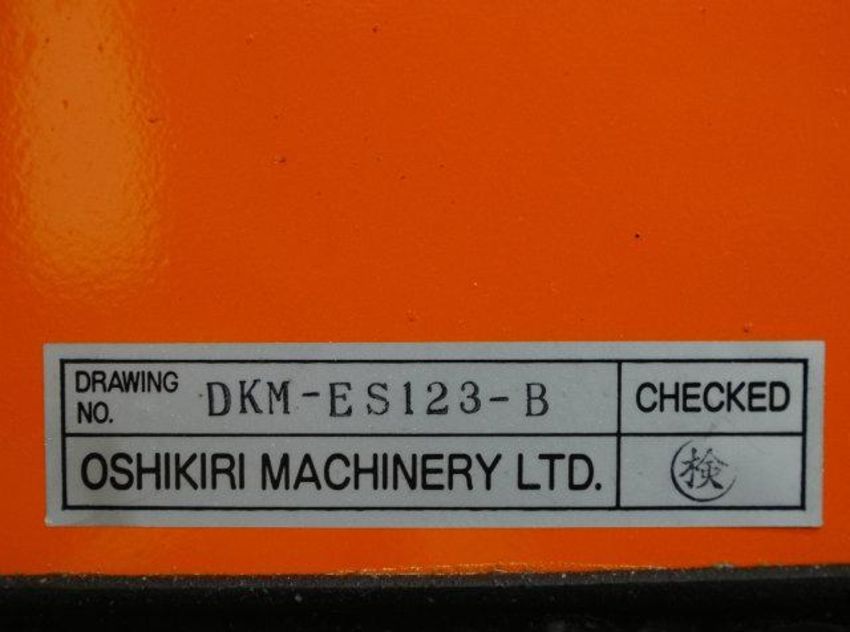 DRAWING NO. DKM-ES123-B CHECKED
OSHIKIRI MACHINERY LTD. 検